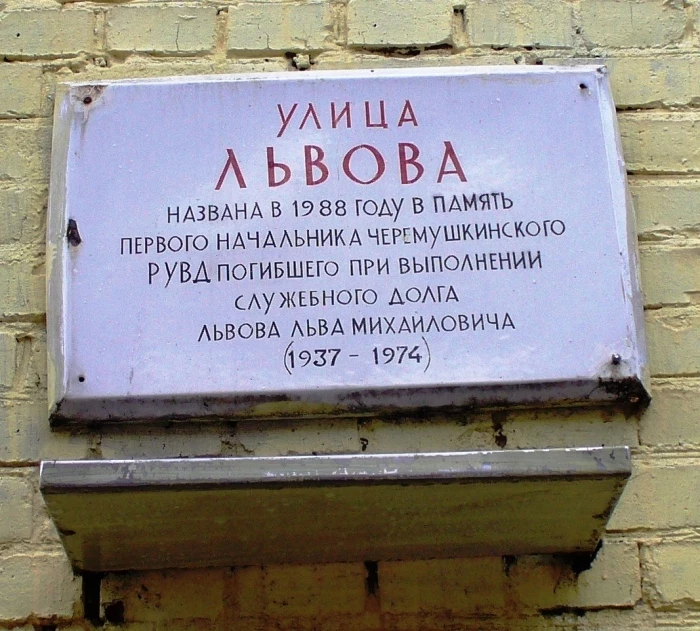 УЛИЦА
ЛЬВОВА
НАЗВАНА В 1988 ГОДУ В ПАМЯТЬ
ПЕРВОГО НАЧАЛЬНИКА ЧЕРЕМУШКИНСКОГО
РУВД ПОГИБШЕГО ПРИ ВЫПОЛНЕНИИ
СЛУЖЕБНОГО ДОЛГА
ЛЬВОВА ЛЬВА МИХАЙЛОВИЧА
(1937 - 1974)